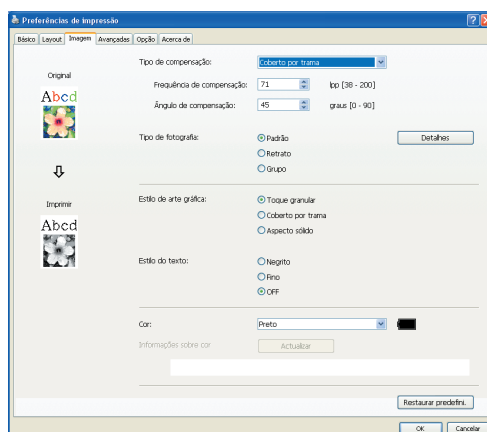 Preferências de impressão
Básico Layout Imagem Avançadas Opção Acerca de
Original
Abcd
Imprimir
Abcd
Tipo de compensação: Coberto por trama
Frequência de compensação: 71 lpp [38 - 200]
Ângulo de compensação: 45 graus [0 - 90]
Tipo de fotografia: Padrão Detalhes
Retrato
Grupo
Estilo de arte gráfica: Toque granular
Coberto por trama
Aspecto sólido
Estilo do texto: Negrito
Fino
OFF
Cor: Preto
Informações sobre cor Actualizar
Restaurar predefini.
OK Cancelar